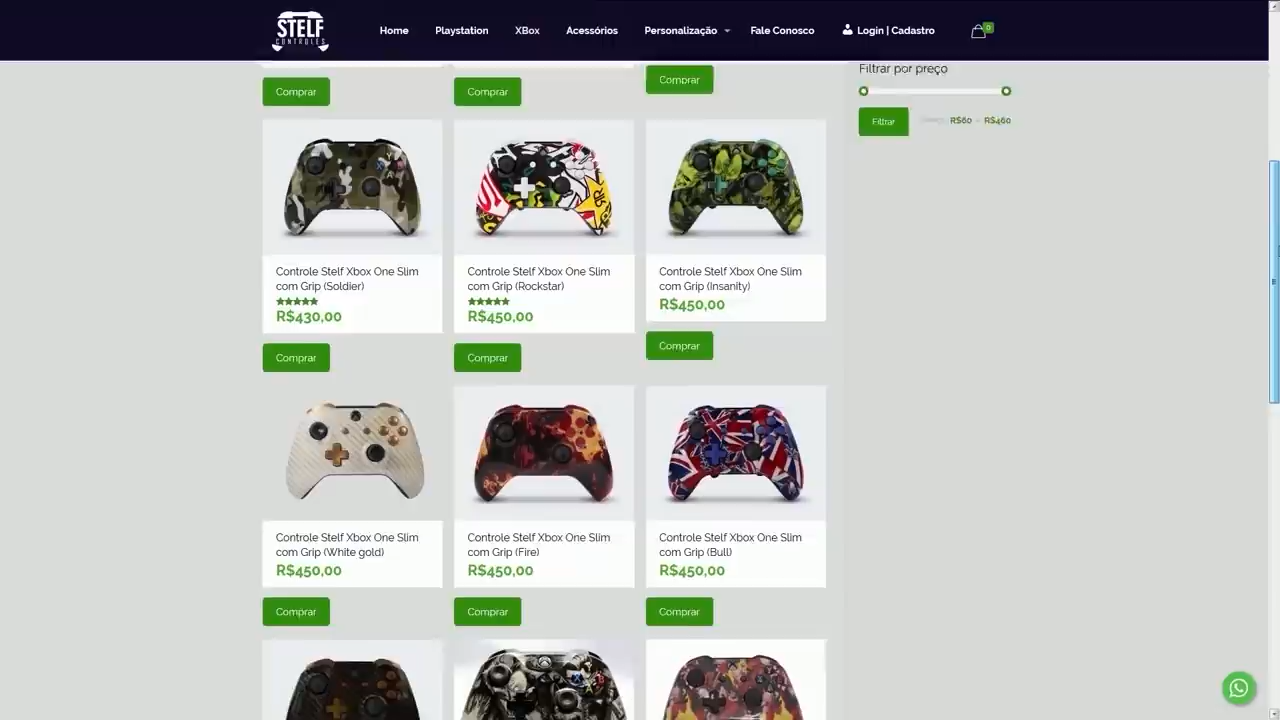 STELF
CONTROLES
Home
Playstation
XBox
Acessórios
Personalização
Fale Conosco
Login | Cadastro
0
Filtrar por preço
Comprar
Comprar
Comprar
Filtrar
R$60 — R$460
Controle Stelf Xbox One Slim
com Grip (Soldier)
R$430,00
Controle Stelf Xbox One Slim
com Grip (Rockstar)
R$450,00
Controle Stelf Xbox One Slim
com Grip (Insanity)
R$450,00
Comprar
Comprar
Comprar
Controle Stelf Xbox One Slim
com Grip (White gold)
R$450,00
Controle Stelf Xbox One Slim
com Grip (Fire)
R$450,00
Controle Stelf Xbox One Slim
com Grip (Bull)
R$450,00
Comprar
Comprar
Comprar